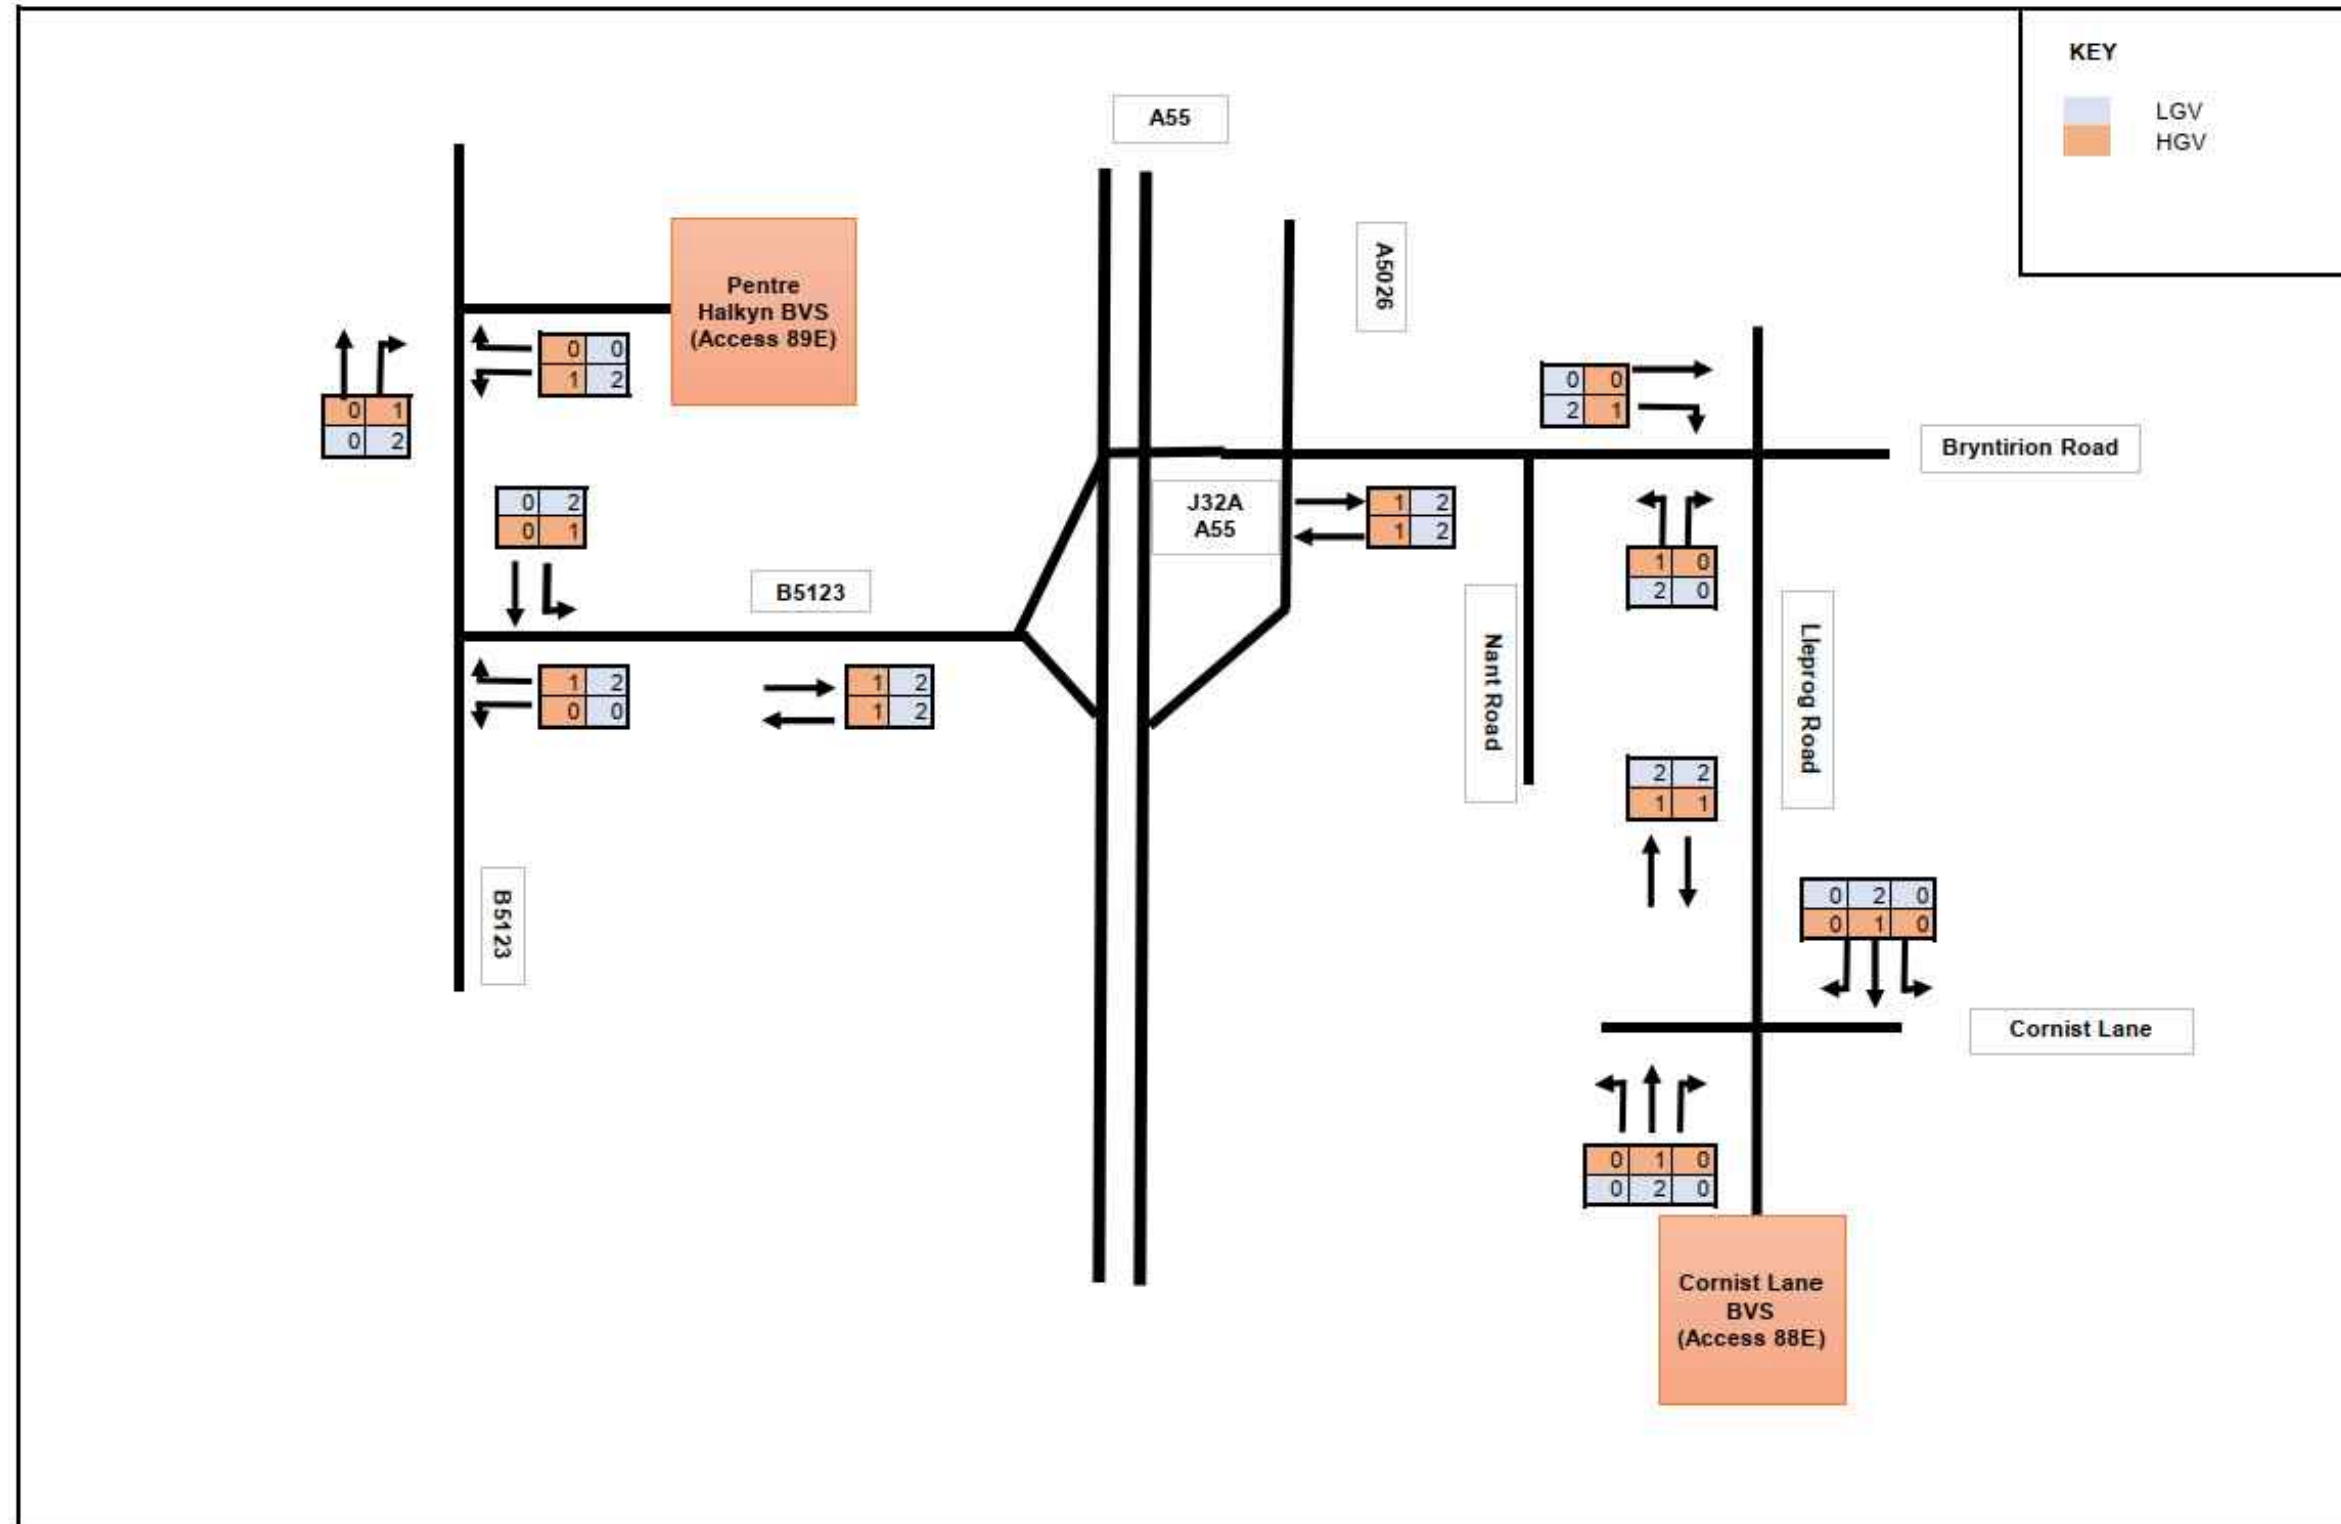 KEY
LGV
HGV
A55
A5026
Pentre
Halkyn BVS
(Access 89E)
0 0
1 2
0 1
0 2
0 0
2 1
Bryntirion Road
0 2
0 1
J32A
A55
1 2
1 2
1 0
2 0
B5123
Nant Road
Lleprog Road
1 2
0 0
1 2
1 2
2 2
1 1
B5123
0 2 0
0 1 0
Cornist Lane
0 1 0
0 2 0
Cornist Lane
BVS
(Access 88E)